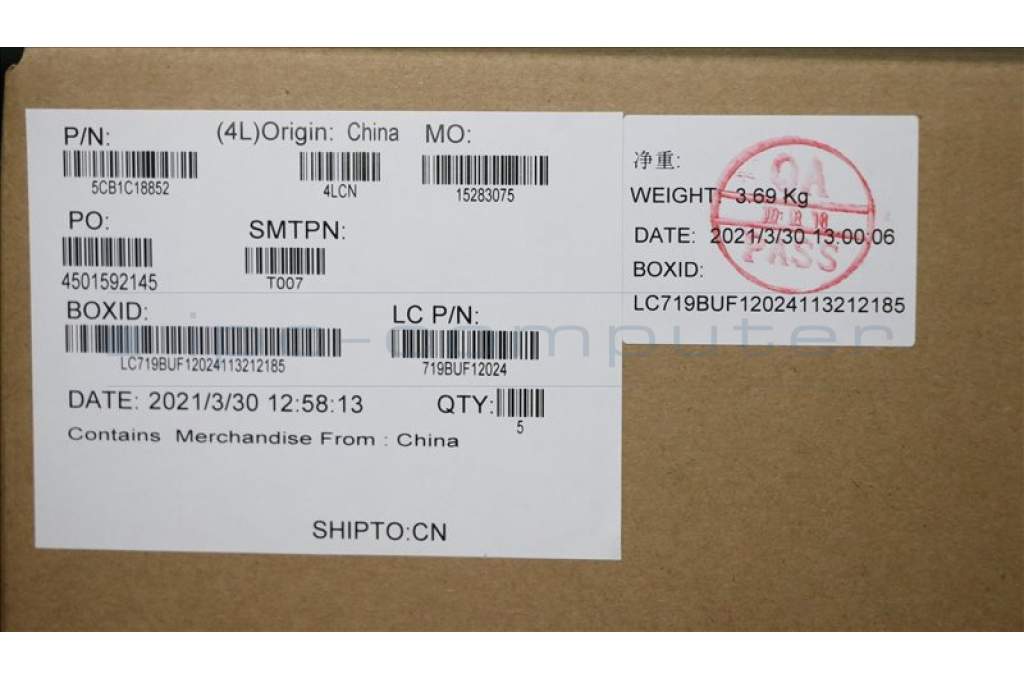 P/N:
(4L)Origin: China
MO:
5CB1C18852
4LCN
15283075
PO:
SMTPN:
4501592145
T007
BOXID:
LC P/N:
LC719BUF12024113212185
719BUF12024
DATE: 2021/3/30 12:58:13
QTY:
5
Contains Merchandise From : China
SHIPTO:CN
净重:
WEIGHT: 3.69 Kg
DATE: 2021/3/30 13:00:06
BOXID:
LC719BUF12024113212185
QA
PASS
ipc-computer